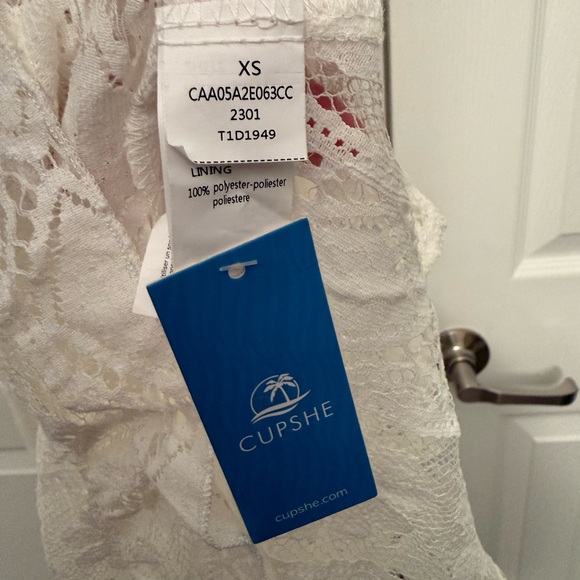 XS
CAA05A2E063CC
2301
T1D1949
LINING
100% polyester-poliester
poliestere
CUPSHE
cupshe.com